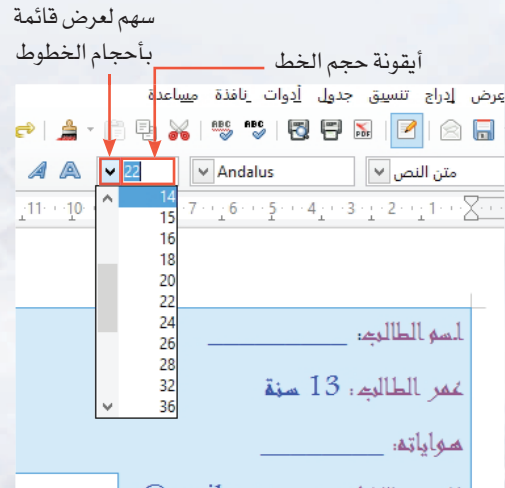 سهم لعرض قائمة
بأحجام الخطوط
أيقونة حجم الخط
عرض إدراج تنسيق جدول أدوات نافذة مساعدة
متن النص
Andalus
22
1 2 3 4 5 6 7 10 11
14
15
16
18
20
22
24
26
28
32
36
اسم الطالب:
عمر الطالب: 13 سنة
هواياته: